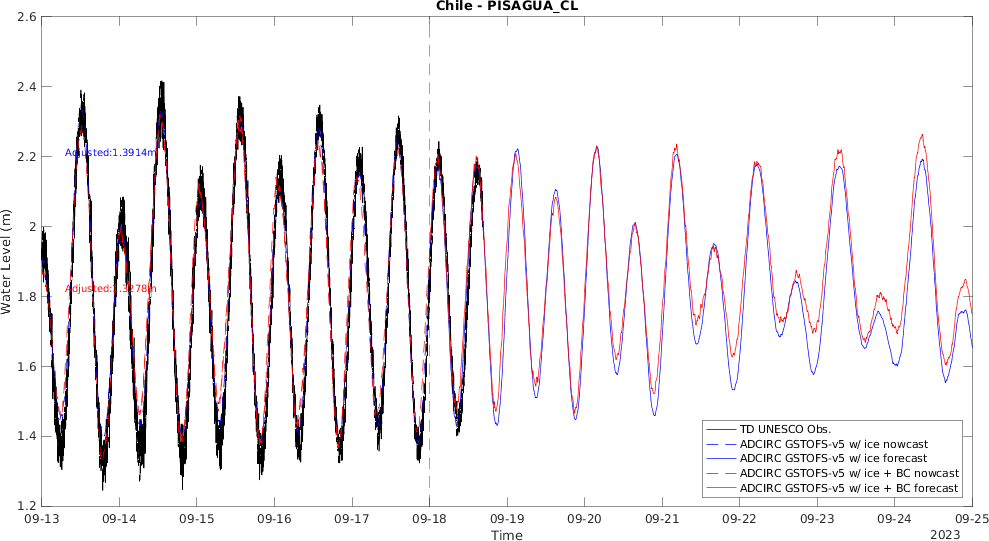 Chile - PISAGUA_CL
2.6
2.4
2.2
2
1.8
1.6
1.4
1.2
Water Level (m)
Adjusted:1.3914m
Adjusted:1.3278m
TD UNESCO Obs.
ADCIRC GSTOFS-v5 w/ ice nowcast
ADCIRC GSTOFS-v5 w/ ice forecast
ADCIRC GSTOFS-v5 w/ ice + BC nowcast
ADCIRC GSTOFS-v5 w/ ice + BC forecast
09-13 09-14 09-15 09-16 09-17 09-18 09-19 09-20 09-21 09-22 09-23 09-24 09-25
Time
2023